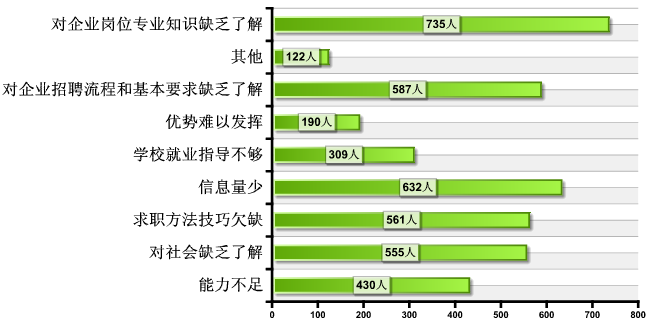 对企业岗位专业知识缺乏了解 735人
其他 122人
对企业招聘流程和基本要求缺乏了解 587人
优势难以发挥 190人
学校就业指导不够 309人
信息量少 632人
求职方法技巧欠缺 561人
对社会缺乏了解 555人
能力不足 430人
0 100 200 300 400 500 600 700 800